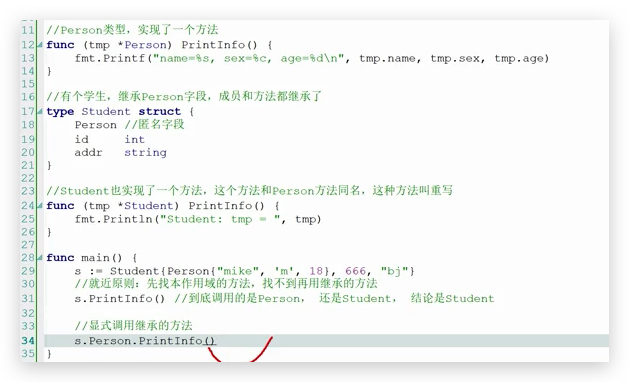 11 //Person类型，实现了一个方法
12 func (tmp *Person) PrintInfo() {
13     fmt.Printf("name=%s, sex=%c, age=%d\n", tmp.name, tmp.sex, tmp.age)
14 }
15
16 //有个学生，继承Person字段，成员和方法都继承了
17 type Student struct {
18     Person //匿名字段
19     id     int
20     addr   string
21 }
22
23 //Student也实现了一个方法，这个方法和Person方法同名，这种方法叫重写
24 func (tmp *Student) PrintInfo() {
25     fmt.Println("Student: tmp = ", tmp)
26 }
27
28 func main() {
29     s := Student{Person{"mike", 'm', 18}, 666, "bj"}
30     //就近原则：先找本作用域的方法，找不到再用继承的方法
31     s.PrintInfo() //到底调用的是Person， 还是Student， 结论是Student
32
33     //显式调用继承的方法
34     s.Person.PrintInfo()
35 }